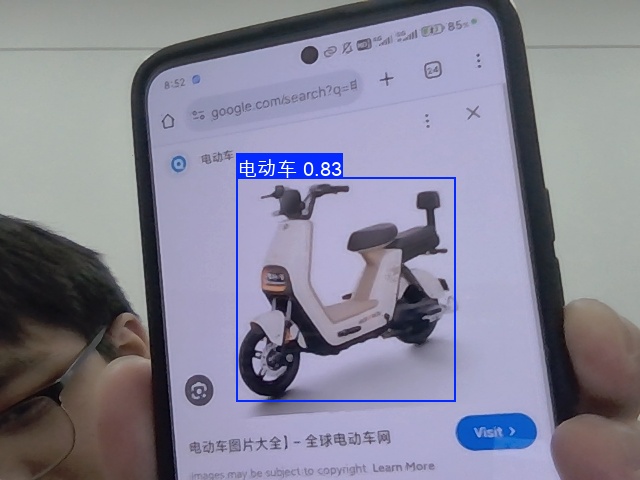 8:52
85%
24
google.com/search?q=
电动车
电动车 0.83
电动车图片大全】- 全球电动车网
Visit >
Images may be subject to copyright. Learn More